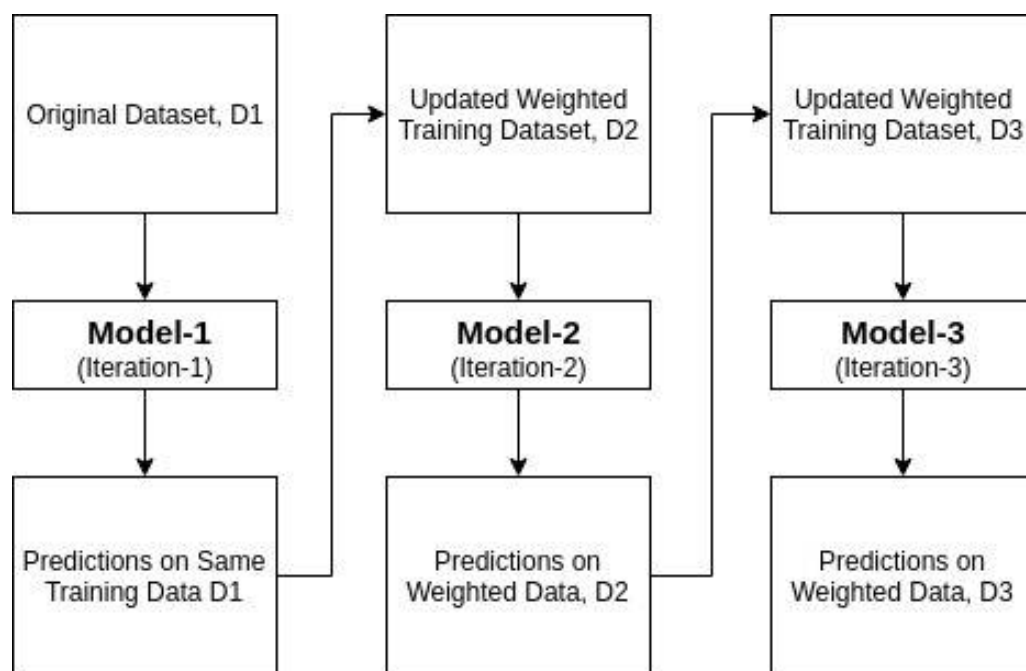 Original Dataset, D1
Updated Weighted
Training Dataset, D2
Updated Weighted
Training Dataset, D3
Model-1
(Iteration-1)
Model-2
(Iteration-2)
Model-3
(Iteration-3)
Predictions on Same
Training Data D1
Predictions on
Weighted Data, D2
Predictions on
Weighted Data, D3